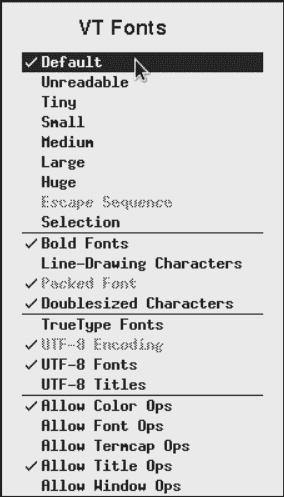 VT Fonts
✓ Default
Unreadable
Tiny
Small
Medium
Large
Huge
Escape Sequence
Selection
✓ Bold Fonts
Line-Drawing Characters
✓ Packed Font
✓ Doublesized Characters
TrueType Fonts
✓ UTF-8 Encoding
✓ UTF-8 Fonts
UTF-8 Titles
✓ Allow Color Ops
Allow Font Ops
Allow Termcap Ops
✓ Allow Title Ops
Allow Window Ops